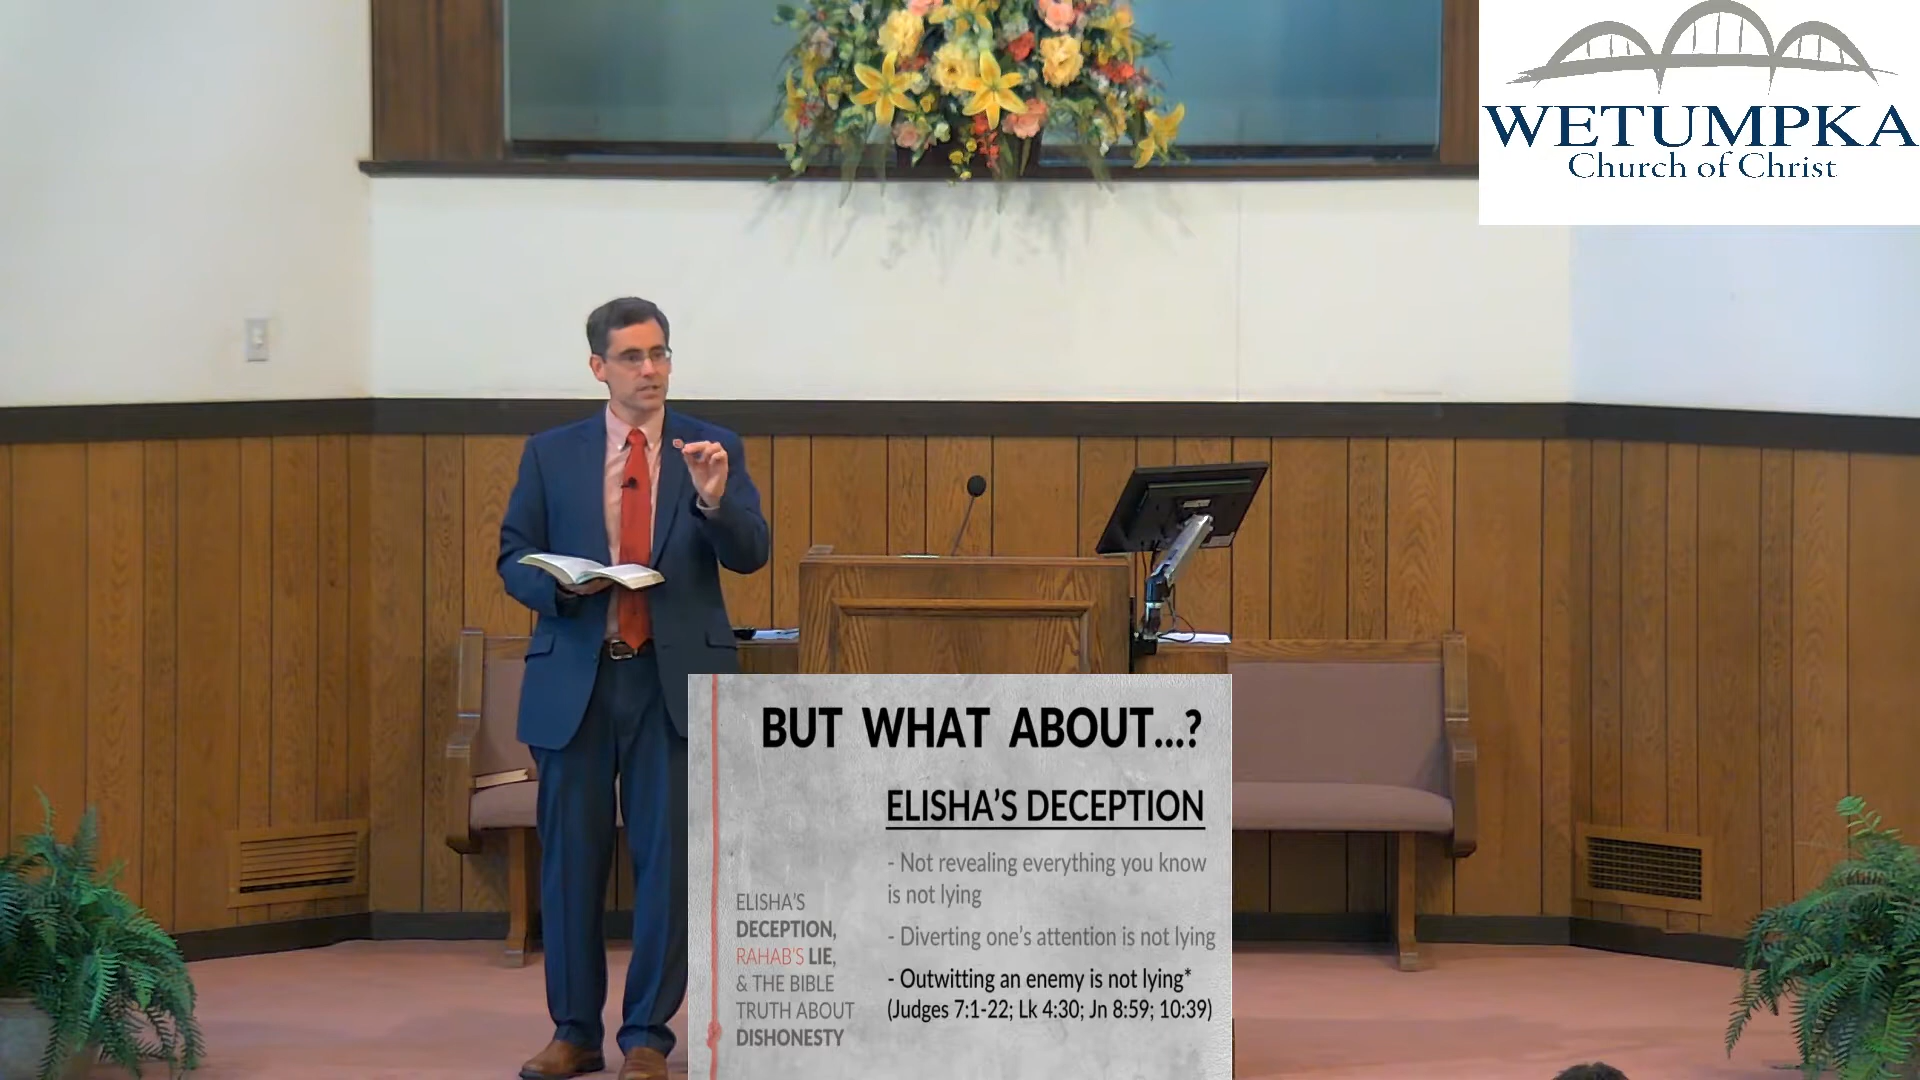 WETUMPKA
Church of Christ
BUT WHAT ABOUT...?
ELISHA'S DECEPTION
- Not revealing everything you know
is not lying
- Diverting one's attention is not lying
- Outwitting an enemy is not lying*
(Judges 7:1-22; Lk 4:30; Jn 8:59; 10:39)
ELISHA'S
DECEPTION,
RAHAB'S LIE,
& THE BIBLE
TRUTH ABOUT
DISHONESTY